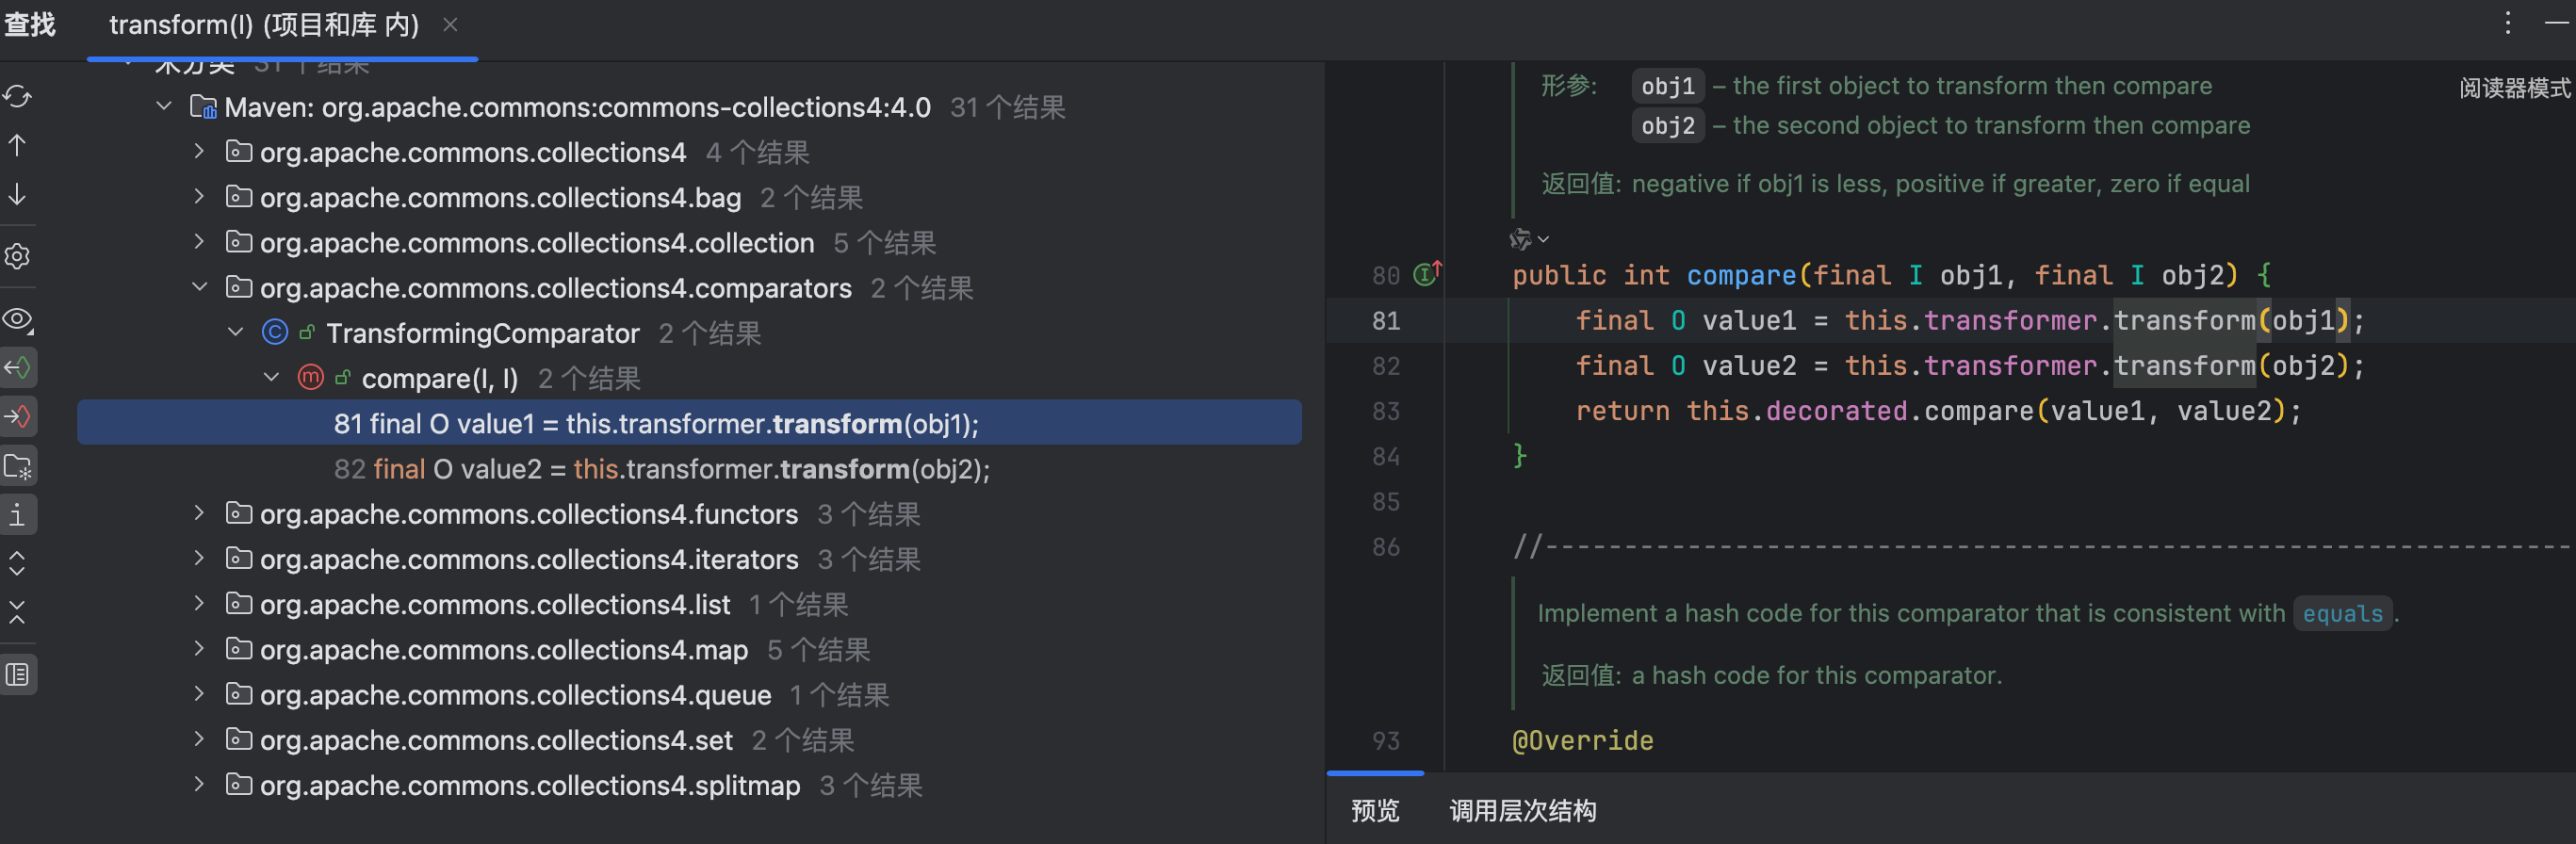 查找
transform(I) (项目和库 内)
未分类 31 个结果
Maven: org.apache.commons:commons-collections4:4.0 31 个结果
org.apache.commons.collections4 4 个结果
org.apache.commons.collections4.bag 2 个结果
org.apache.commons.collections4.collection 5 个结果
org.apache.commons.collections4.comparators 2 个结果
TransformingComparator 2 个结果
compare(I, I) 2 个结果
81 final O value1 = this.transformer.transform(obj1);
82 final O value2 = this.transformer.transform(obj2);
org.apache.commons.collections4.functors 3 个结果
org.apache.commons.collections4.iterators 3 个结果
org.apache.commons.collections4.list 1 个结果
org.apache.commons.collections4.map 5 个结果
org.apache.commons.collections4.queue 1 个结果
org.apache.commons.collections4.set 2 个结果
org.apache.commons.collections4.splitmap 3 个结果
形参: obj1 – the first object to transform then compare
阅读器模式
obj2 – the second object to transform then compare
返回值: negative if obj1 is less, positive if greater, zero if equal
80 public int compare(final I obj1, final I obj2) {
81 final O value1 = this.transformer.transform(obj1);
82 final O value2 = this.transformer.transform(obj2);
83 return this.decorated.compare(value1, value2);
84 }
85
86 //-----------------------------------------------------------------
Implement a hash code for this comparator that is consistent with equals.
返回值: a hash code for this comparator.
93 @Override
预览
调用层次结构